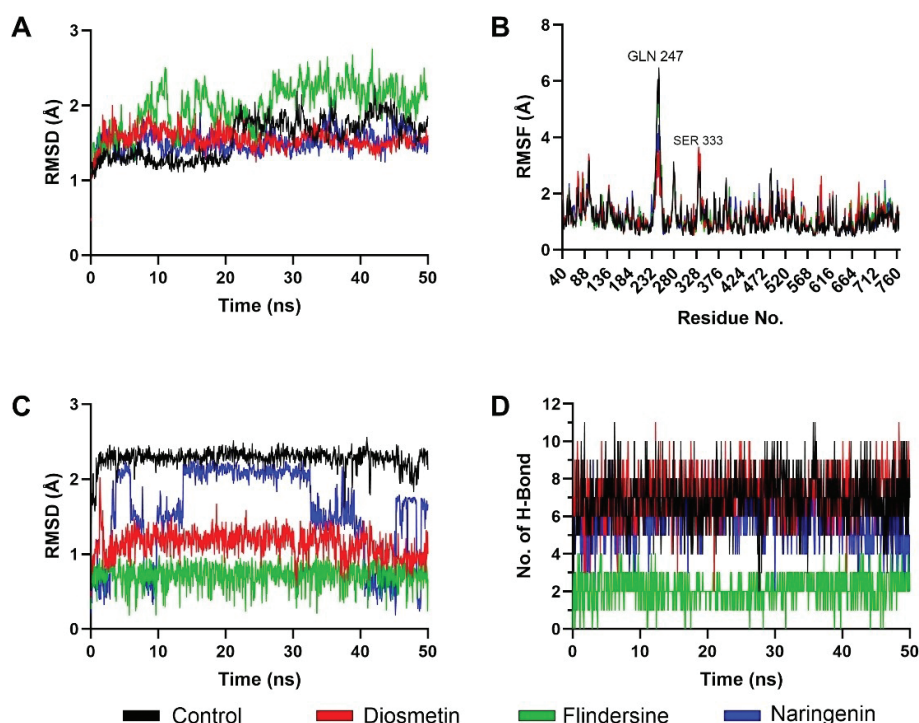 A
RMSD (Å)
3
2
1
0
0 10 20 30 40 50
Time (ns)
B
RMSF (Å)
8
6
4
2
0
GLN 247
SER 333
40 88 136 184 232 280 328 376 424 472 520 568 616 664 712 760
Residue No.
C
RMSD (Å)
3
2
1
0
0 10 20 30 40 50
Time (ns)
D
No. of H-Bond
12
10
8
6
4
2
0
0 10 20 30 40 50
Time (ns)
Control Diosmetin Flindersine Naringenin